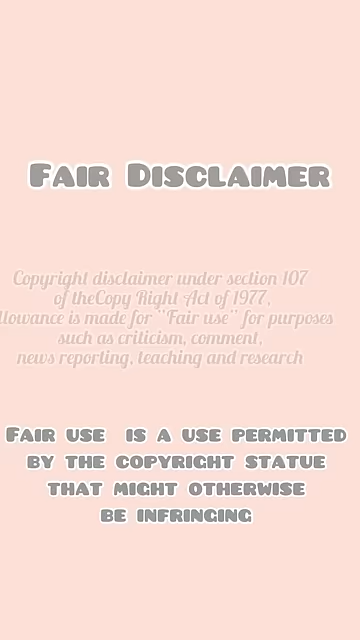 Fair Disclaimer
Copyright disclaimer under section 107
of theCopy Right Act of 1977,
llowance is made for "Fair use" for purposes
such as criticism, comment,
news reporting, teaching and research
Fair use is a use permitted
by the copyright statue
that might otherwise
be infringing